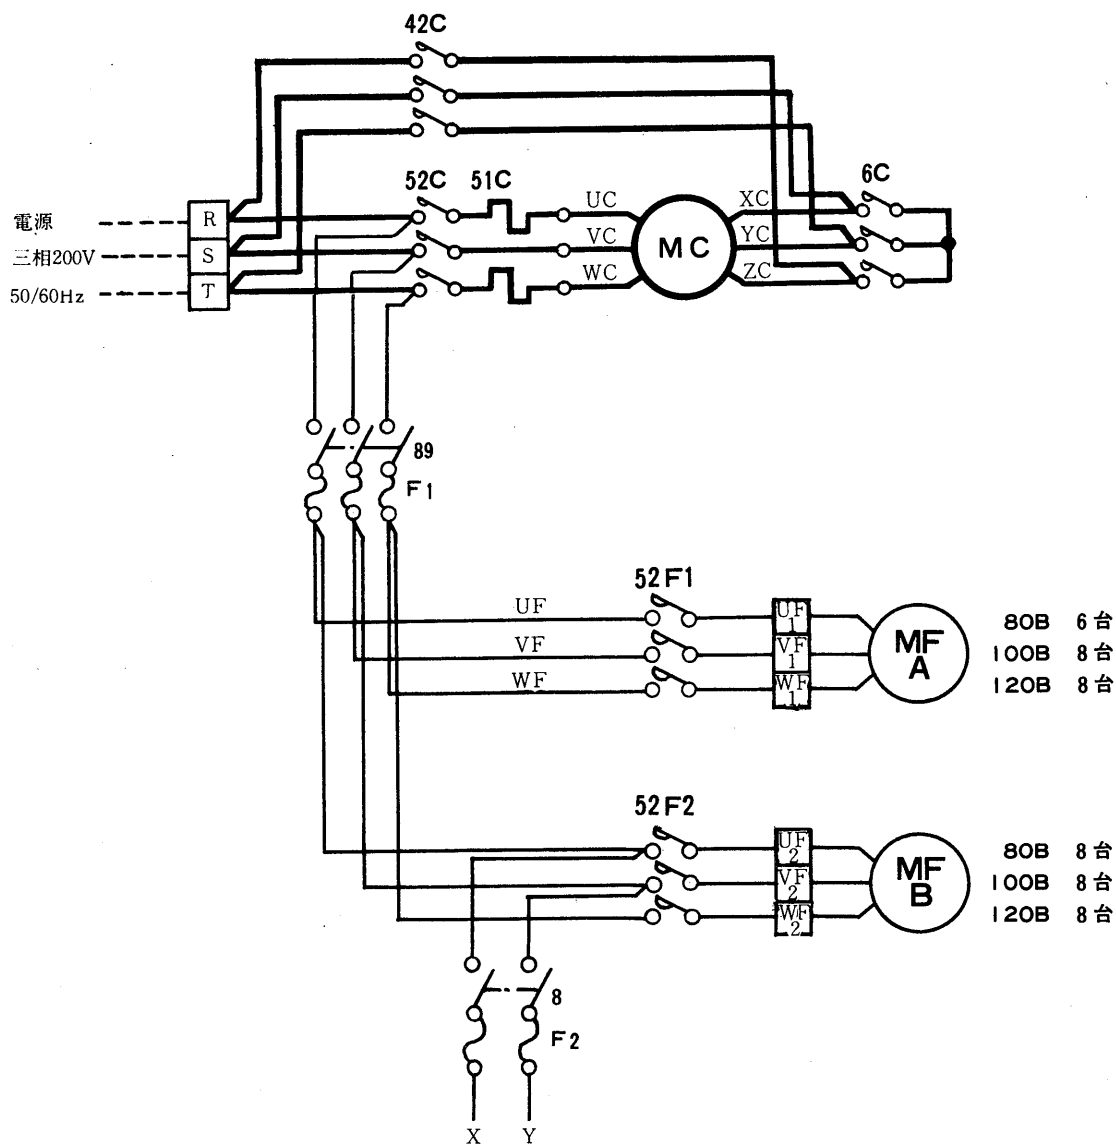 42C
52C 51C
6C
電源
三相200V
50/60Hz
R
S
T
UC
VC
WC
MC
XC
YC
ZC
89
F1
52F1
UF
VF
WF
UF1
VF1
WF1
MF
A
80B 6台
100B 8台
120B 8台
52F2
UF2
VF2
WF2
MF
B
80B 8台
100B 8台
120B 8台
8
F2
X Y